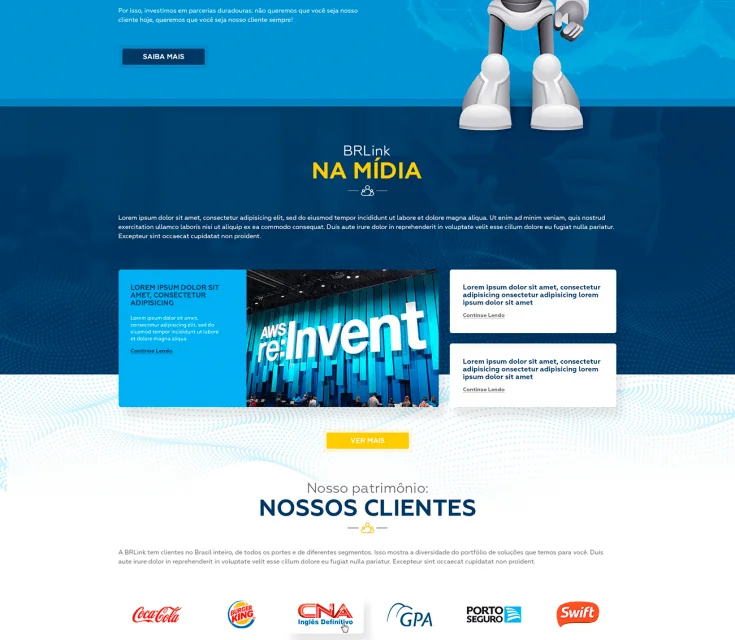 Por isso, investimos em parcerias duradouras: não queremos que você seja nosso
cliente hoje, queremos que você seja nosso cliente sempre!
SAIBA MAIS
BRLink
NA MÍDIA
Lorem ipsum dolor sit amet, consectetur adipisicing elit, sed do eiusmod tempor incididunt ut labore et dolore magna aliqua. Ut enim ad minim veniam, quis nostrud
exercitation ullamco laboris nisi ut aliquip ex ea commodo consequat. Duis aute irure dolor in reprehenderit in voluptate velit esse cillum dolore eu fugiat nulla pariatur.
Excepteur sint occaecat cupidatat non proident.
LOREM IPSUM DOLOR SIT
AMET, CONSECTETUR
ADIPISICING
Lorem ipsum dolor sit amet,
consectetur adipisicing elit, sed do
eiusmod tempor incididunt ut labore
et dolore magna aliqua.
Continue Lendo
AWS
re:Invent
Lorem ipsum dolor sit amet, consectetur
adipisicing onsectetur adipisicing lorem
ipsum dolor sit amet
Continue Lendo
Lorem ipsum dolor sit amet, consectetur
adipisicing onsectetur adipisicing lorem
ipsum dolor sit amet
Continue Lendo
VER MAIS
Nosso patrimônio:
NOSSOS CLIENTES
A BRLink tem clientes no Brasil inteiro, de todos os portes e de diferentes segmentos. Isso mostra a diversidade do portfólio de soluções que temos para você. Duis
aute irure dolor in reprehenderit in voluptate velit esse cillum dolore eu fugiat nulla pariatur. Excepteur sint occaecat cupidatat non proident.
Coca-Cola
BURGER
KING
CNA
Inglês Definitivo
GPA
PORTO
SEGURO
Swift